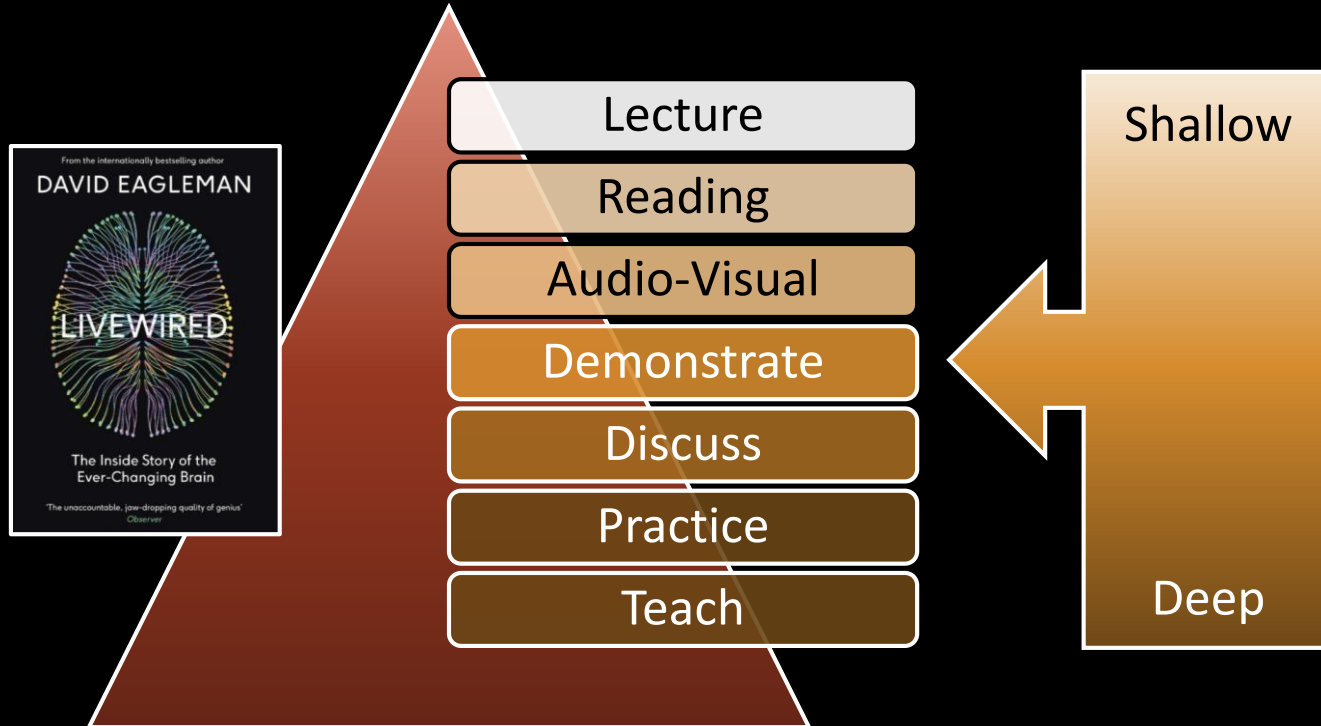 From the internationally bestselling author
DAVID EAGLEMAN
LIVEWIRED
The Inside Story of the
Ever-Changing Brain
'The unaccountable, jaw-dropping quality of genius'
Observer
Lecture
Reading
Audio-Visual
Demonstrate
Discuss
Practice
Teach
Shallow
Deep